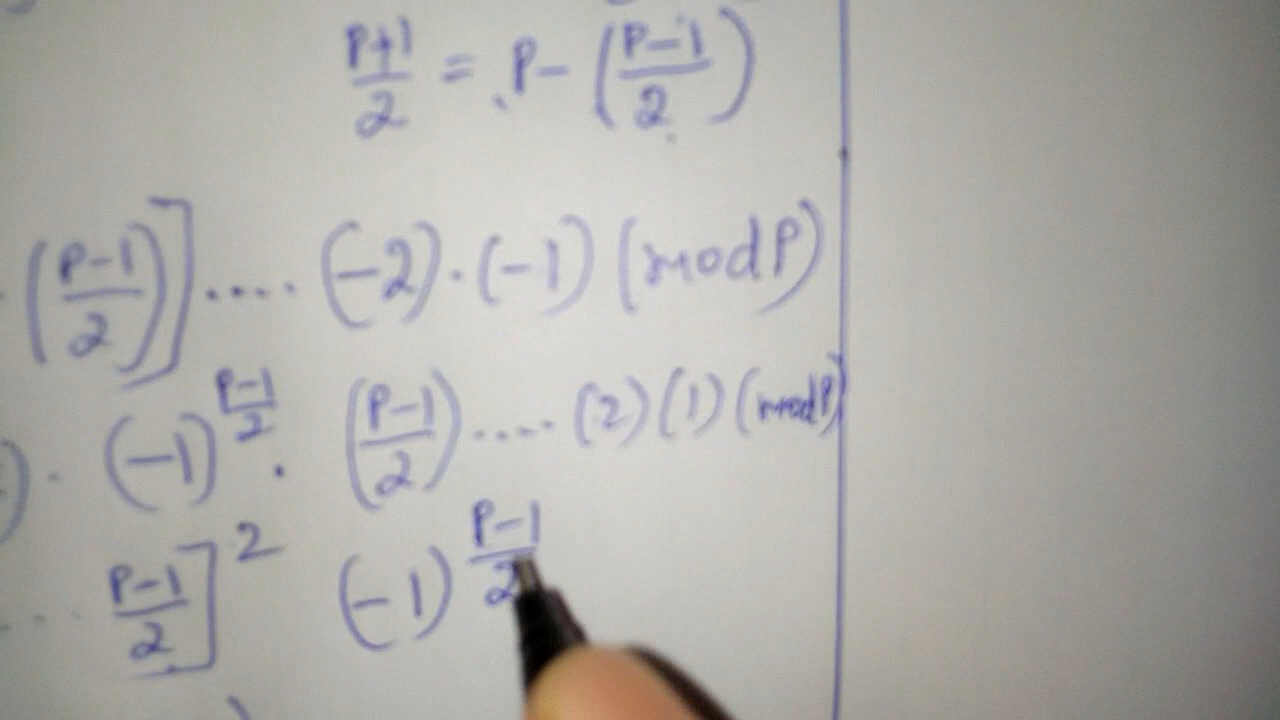 P+1/2 = P - (P-1/2)
(P-1/2)] .... (-2) . (-1) (mod P)
) . (-1)^(P-1/2) . (P-1/2) .... (2) (1) (mod P)
... P-1/2]^2 (-1)^(P-1/2)